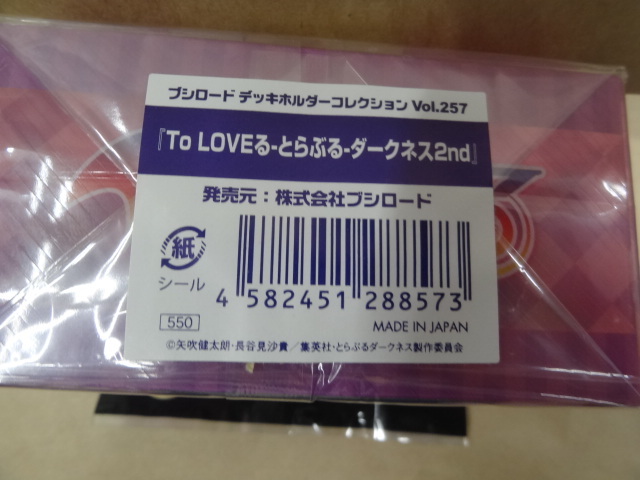 ブシロード デッキホルダーコレクション Vol.257
『To LOVEる-とらぶる-ダークネス2nd』
発売元：株式会社ブシロード
紙
シール
4 582451 288573
550
MADE IN JAPAN
©矢吹健太朗・長谷見沙貴／集英社・とらぶるダークネス製作委員会